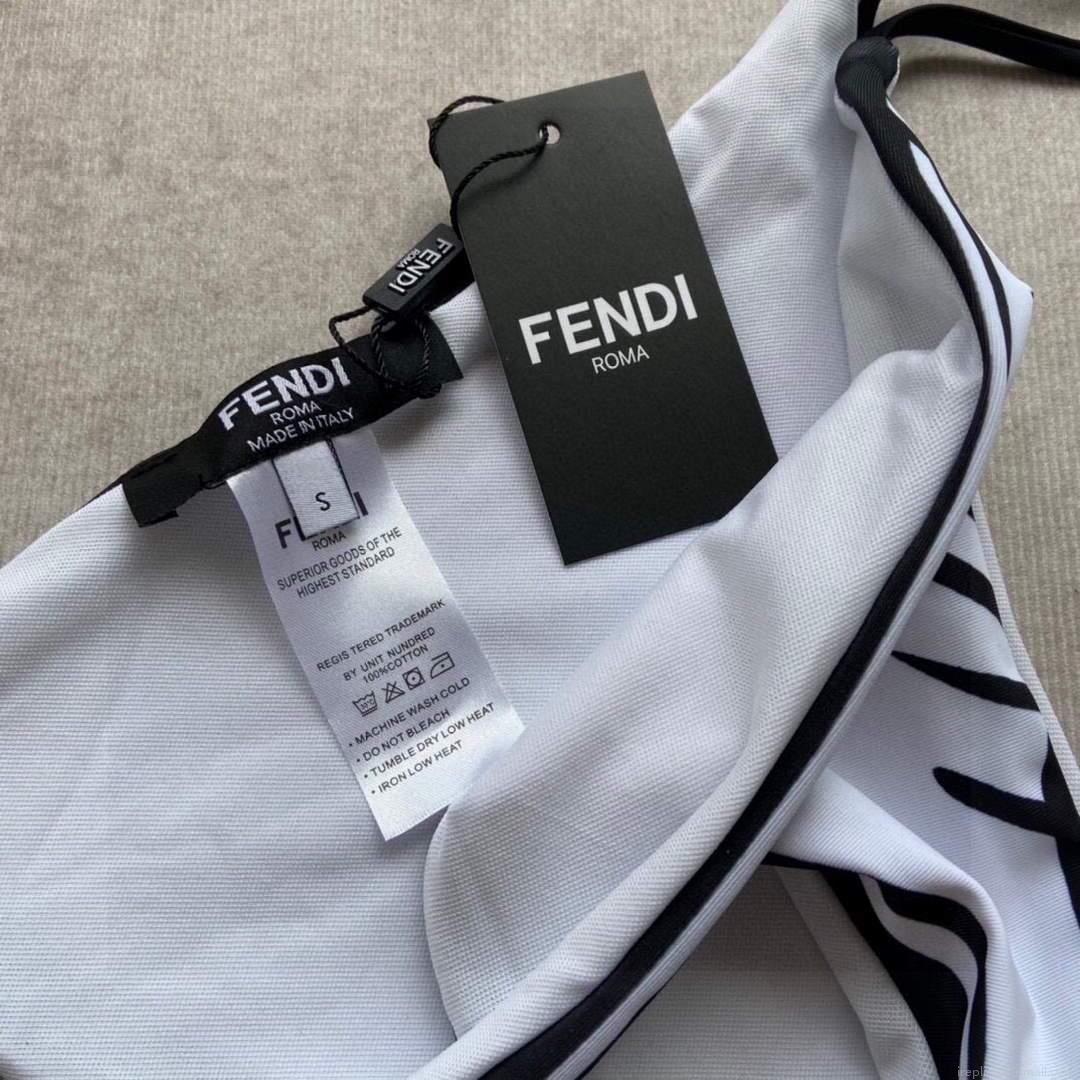 FENDI
ROMA
FENDI
ROMA
FENDI
ROMA
MADE IN ITALY
S
ROMA
SUPERIOR GOODS OF THE
HIGHEST STANDARD
REGIS TERED TRADEMARK
BY UNIT NUNDRED
100%COTTON
30°C
• MACHINE WASH COLD
• DO NOT BLEACH
• TUMBLE DRY LOW HEAT
• IRON LOW HEAT